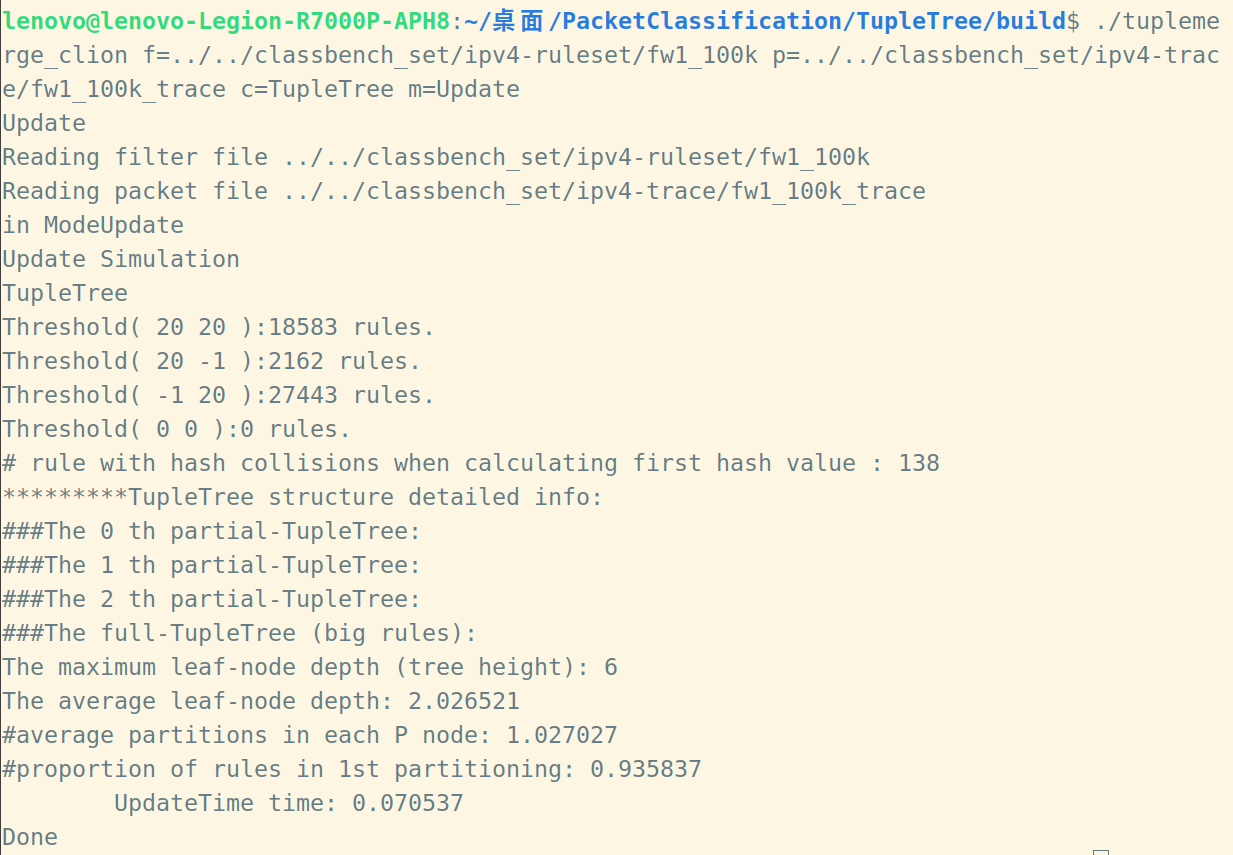 lenovo@lenovo-Legion-R7000P-APH8:~/桌面/PacketClassification/TupleTree/build$ ./tupleme
rge_clion f=../../classbench_set/ipv4-ruleset/fw1_100k p=../../classbench_set/ipv4-trac
e/fw1_100k_trace c=TupleTree m=Update
Update
Reading filter file ../../classbench_set/ipv4-ruleset/fw1_100k
Reading packet file ../../classbench_set/ipv4-trace/fw1_100k_trace
in ModeUpdate
Update Simulation
TupleTree
Threshold( 20 20 ):18583 rules.
Threshold( 20 -1 ):2162 rules.
Threshold( -1 20 ):27443 rules.
Threshold( 0 0 ):0 rules.
# rule with hash collisions when calculating first hash value : 138
*********TupleTree structure detailed info:
###The 0 th partial-TupleTree:
###The 1 th partial-TupleTree:
###The 2 th partial-TupleTree:
###The full-TupleTree (big rules):
The maximum leaf-node depth (tree height): 6
The average leaf-node depth: 2.026521
#average partitions in each P node: 1.027027
#proportion of rules in 1st partitioning: 0.935837
        UpdateTime time: 0.070537
Done